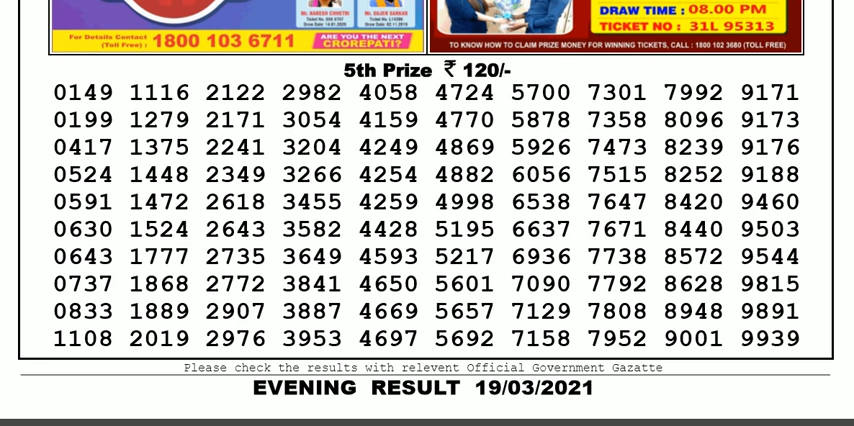 Mr. NARESH CHHETRI
Mr. SUJEN SARKAR
For Details Contact
(Toll Free) : 1800 103 6711
ARE YOU THE NEXT
CROREPATI?
DRAW TIME : 08.00 PM
TICKET NO : 31L 95313
TO KNOW HOW TO CLAIM PRIZE MONEY FOR WINNING TICKETS, CALL : 1800 102 3680 (TOLL FREE)
5th Prize ₹ 120/-
0149 1116 2122 2982 4058 4724 5700 7301 7992 9171
0199 1279 2171 3054 4159 4770 5878 7358 8096 9173
0417 1375 2241 3204 4249 4869 5926 7473 8239 9176
0524 1448 2349 3266 4254 4882 6056 7515 8252 9188
0591 1472 2618 3455 4259 4998 6538 7647 8420 9460
0630 1524 2643 3582 4428 5195 6637 7671 8440 9503
0643 1777 2735 3649 4593 5217 6936 7738 8572 9544
0737 1868 2772 3841 4650 5601 7090 7792 8628 9815
0833 1889 2907 3887 4669 5657 7129 7808 8948 9891
1108 2019 2976 3953 4697 5692 7158 7952 9001 9939
Please check the results with relevent Official Government Gazatte
EVENING RESULT 19/03/2021